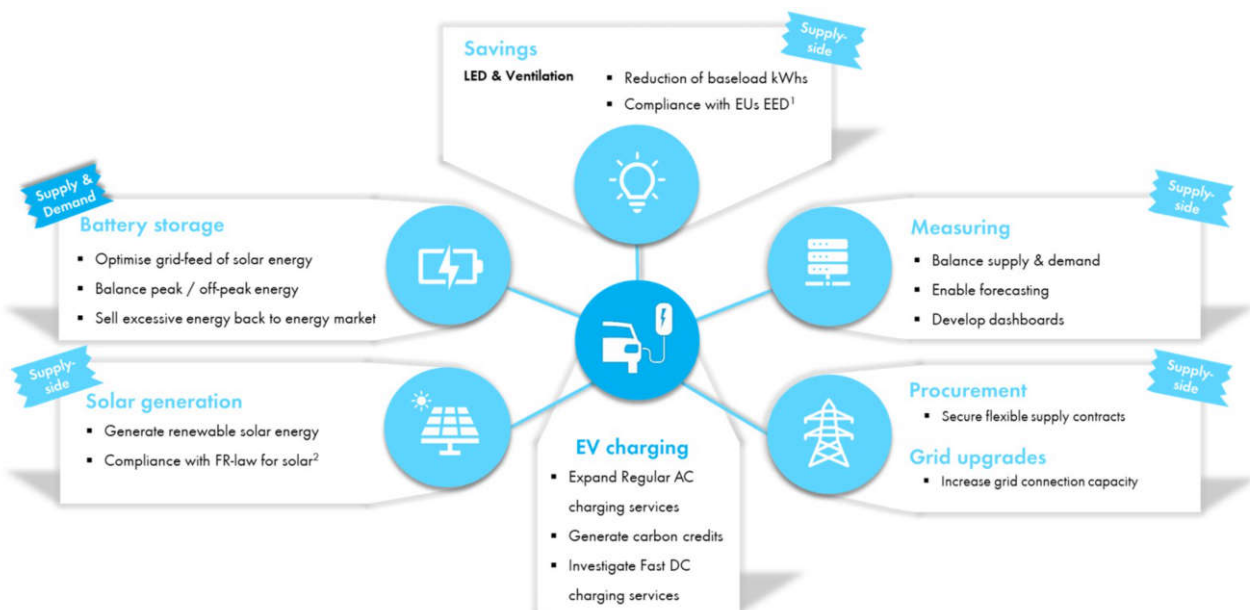 Savings
LED & Ventilation
▪ Reduction of baseload kWhs
▪ Compliance with EUs EED¹
Supply-
side
Supply &
Demand
Battery storage
▪ Optimise grid-feed of solar energy
▪ Balance peak / off-peak energy
▪ Sell excessive energy back to energy market
Supply-
side
Measuring
▪ Balance supply & demand
▪ Enable forecasting
▪ Develop dashboards
Supply-
side
Solar generation
▪ Generate renewable solar energy
▪ Compliance with FR-law for solar²
EV charging
▪ Expand Regular AC
charging services
▪ Generate carbon credits
▪ Investigate Fast DC
charging services
Supply-
side
Procurement
▪ Secure flexible supply contracts
Grid upgrades
▪ Increase grid connection capacity